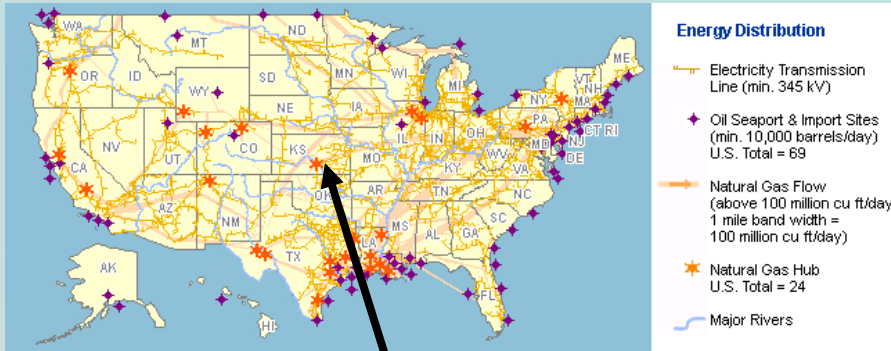 WA
MT
ND
ME
OR
ID
MN
VT
NH
SD
WI
MI
NY
MA
WY
CT RI
IA
PA
NE
NJ
OH
MD
NV
IL
IN
DE
UT
CO
WV
KS
MO
VA
CA
KY
NC
TN
OK
AR
AZ
NM
SC
MS
AL
GA
TX
LA
AK
FL
HI
Energy Distribution
Electricity Transmission
Line (min. 345 kV)
Oil Seaport & Import Sites
(min. 10,000 barrels/day)
U.S. Total = 69
Natural Gas Flow
(above 100 million cu ft/day
1 mile band width =
100 million cu ft/day)
Natural Gas Hub
U.S. Total = 24
Major Rivers